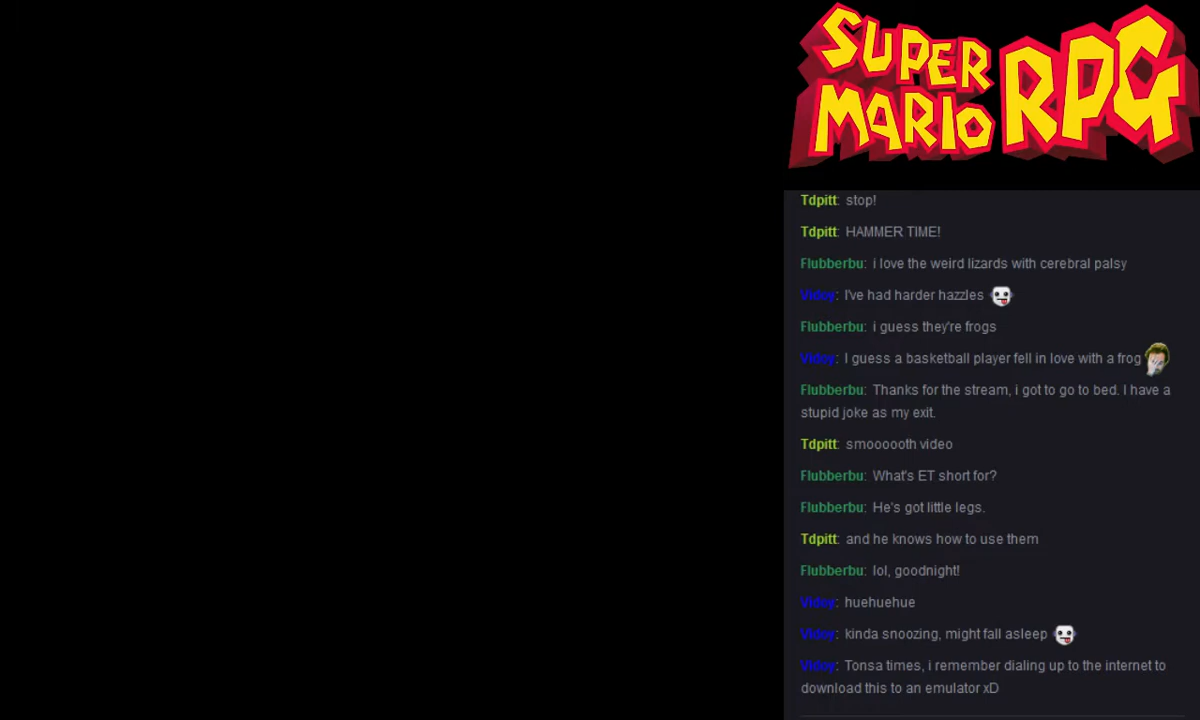 SUPER
MARIO RPG
Tdpitt: stop!
Tdpitt: HAMMER TIME!
Flubberbu: i love the weird lizards with cerebral palsy
Vidoy: I've had harder hazzles
Flubberbu: i guess they're frogs
Vidoy: I guess a basketball player fell in love with a frog
Flubberbu: Thanks for the stream, i got to go to bed. I have a
stupid joke as my exit.
Tdpitt: smoooooth video
Flubberbu: What's ET short for?
Flubberbu: He's got little legs.
Tdpitt: and he knows how to use them
Flubberbu: lol, goodnight!
Vidoy: huehuehue
Vidoy: kinda snoozing, might fall asleep
Vidoy: Tonsa times, i remember dialing up to the internet to
download this to an emulator xD